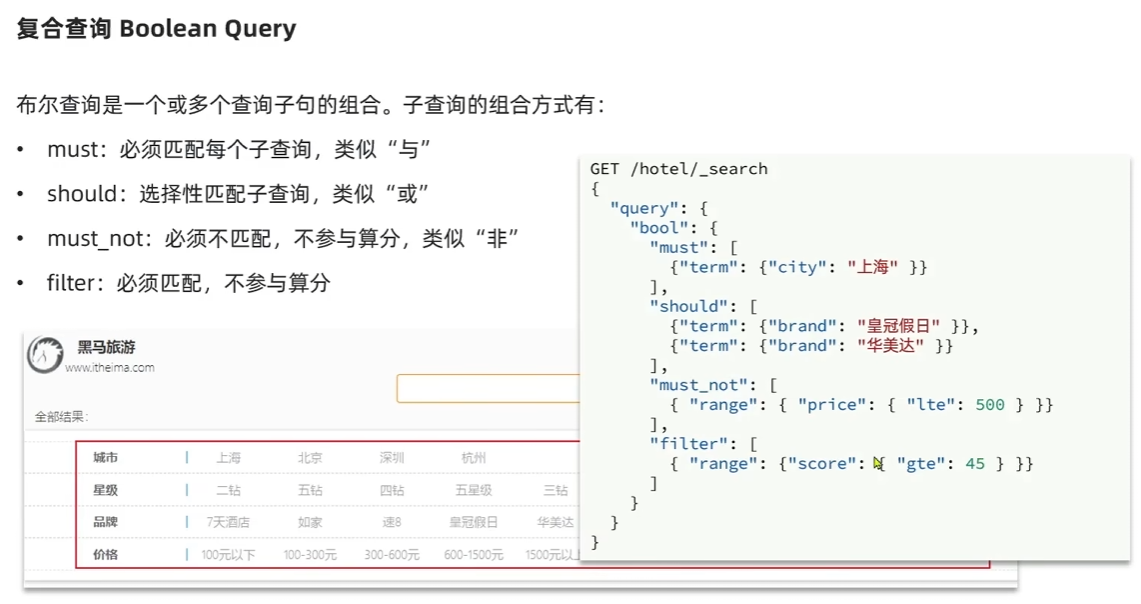 复合查询 Boolean Query
布尔查询是一个或多个查询子句的组合。子查询的组合方式有：
• must：必须匹配每个子查询，类似“与”
• should：选择性匹配子查询，类似“或”
• must_not：必须不匹配，不参与算分，类似“非”
• filter：必须匹配，不参与算分
GET /hotel/_search
{
  "query": {
    "bool": {
      "must": [
        {"term": {"city": "上海" }}
      ],
      "should": [
        {"term": {"brand": "皇冠假日" }},
        {"term": {"brand": "华美达" }}
      ],
      "must_not": [
        { "range": { "price": { "lte": 500 } }}
      ],
      "filter": [
        { "range": {"score": { "gte": 45 } }}
      ]
    }
  }
}
黑马旅游
www.itheima.com
全部结果：
城市 | 上海 北京 深圳 杭州
星级 | 二钻 五钻 四钻 五星级 三钻
品牌 | 7天酒店 如家 速8 皇冠假日 华美达
价格 | 100元以下 100-300元 300-600元 600-1500元 1500元以